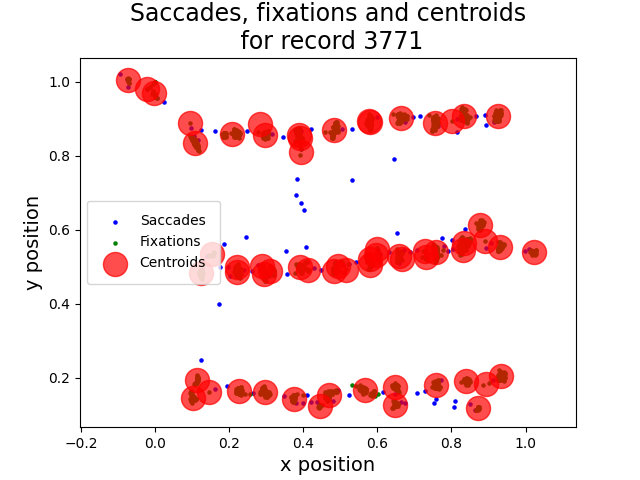 Saccades, fixations and centroids
for record 3771
1.0
0.8
0.6
0.4
0.2
y position
Saccades
Fixations
Centroids
−0.2
0.0
0.2
0.4
0.6
0.8
1.0
x position